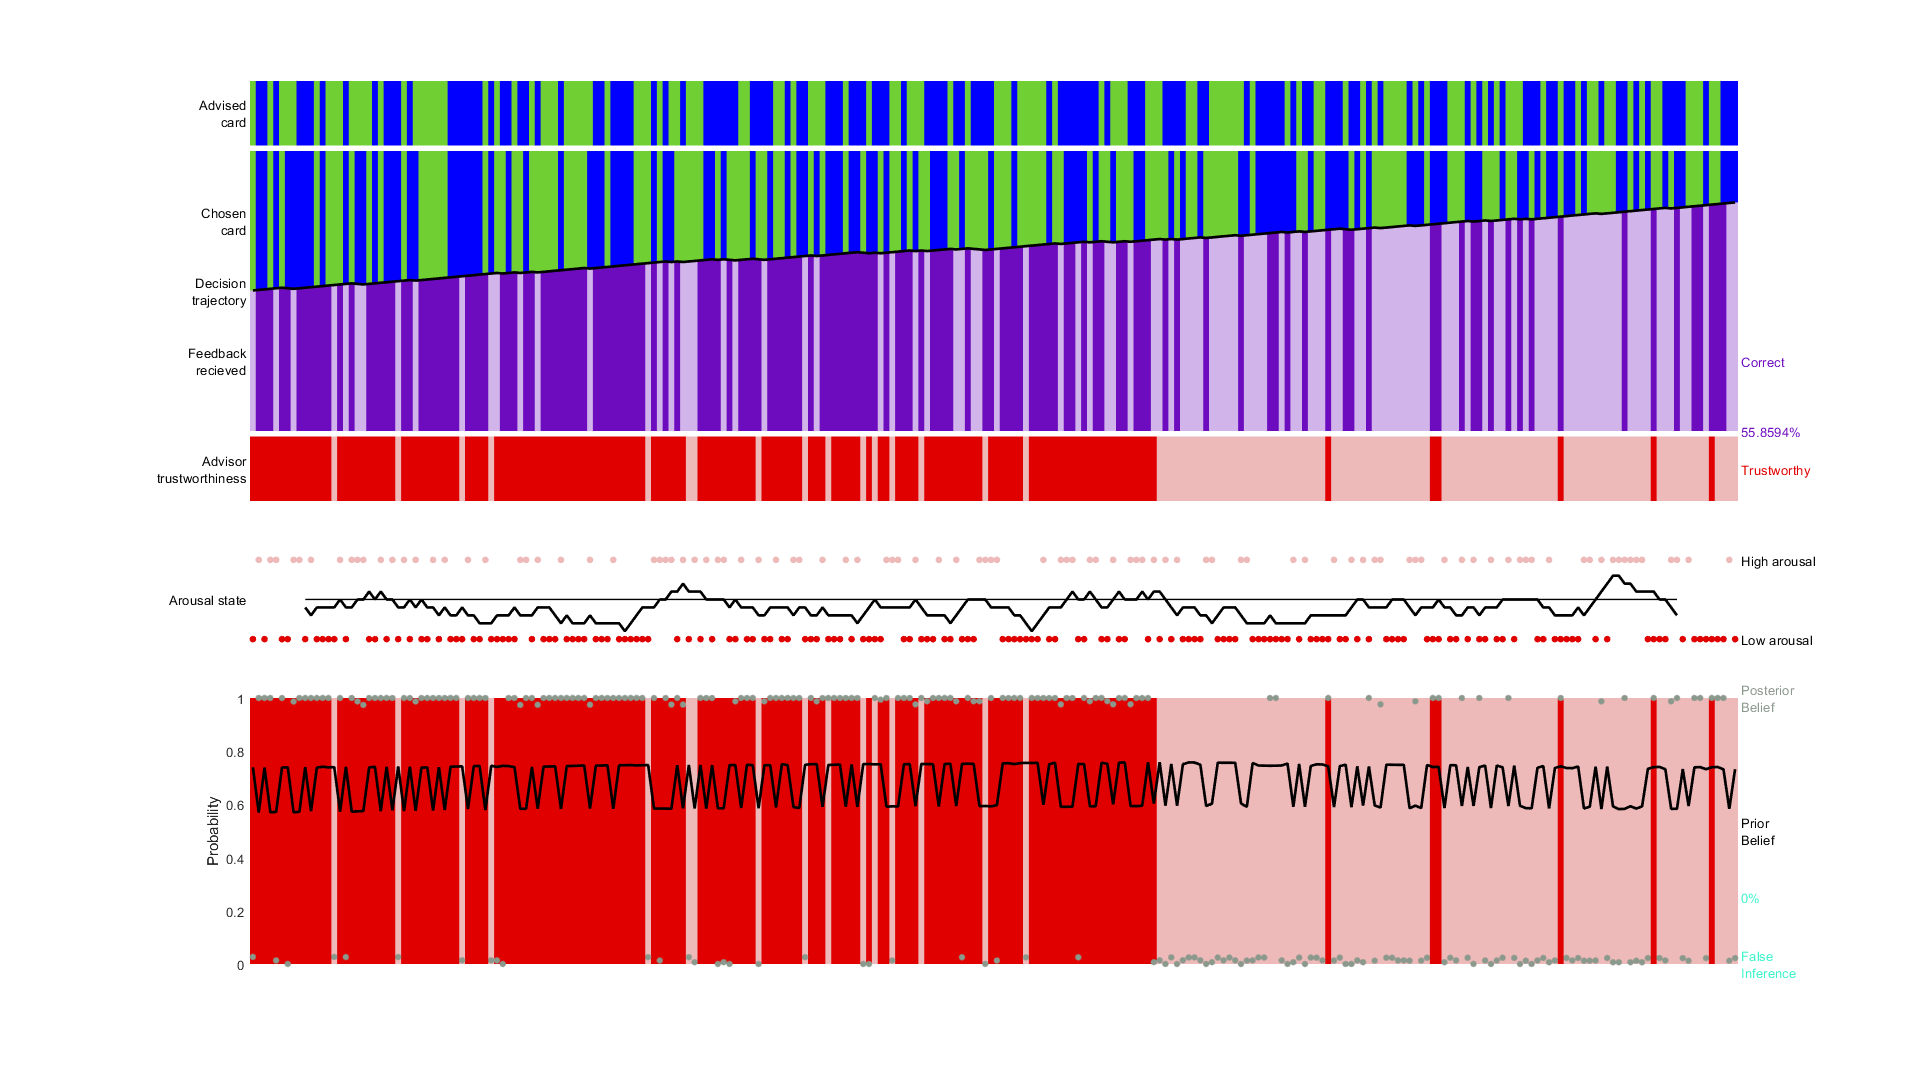 Advised
card
Chosen
card
Decision
trajectory
Feedback
recieved
Correct
55.8594%
Advisor
trustworthiness
Trustworthy
High arousal
Arousal state
Low arousal
Posterior
Belief
1
0.8
0.6
0.4
0.2
0
Probability
Prior
Belief
0%
False
Inference